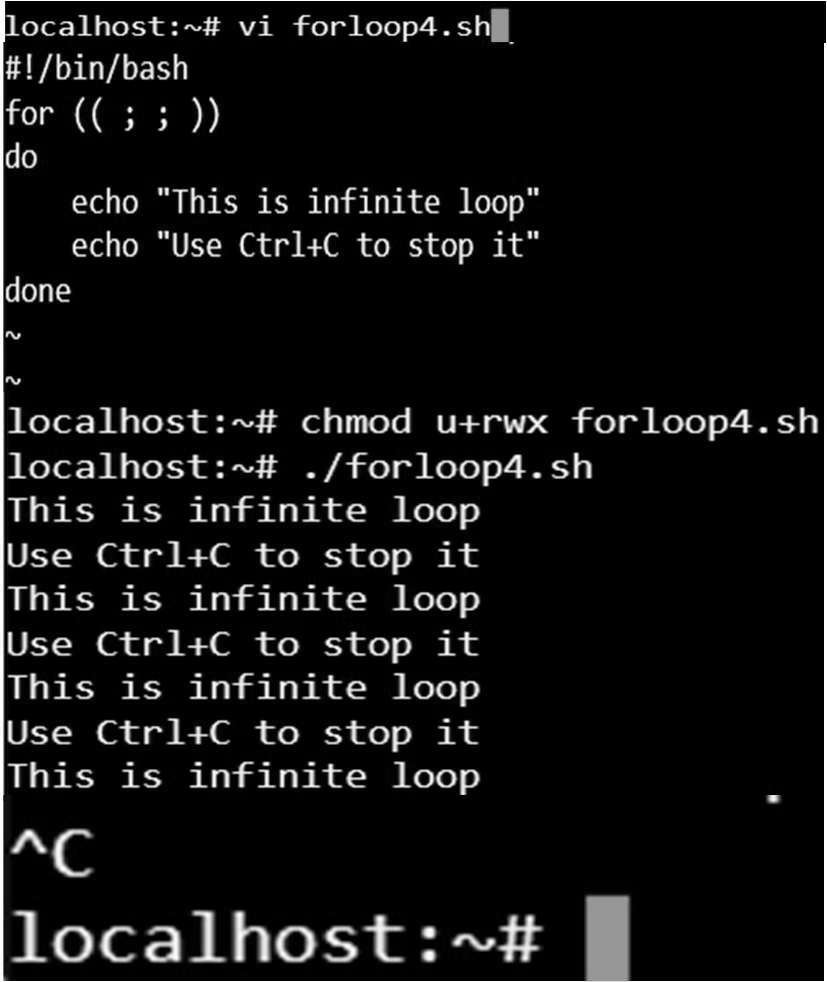 localhost:~# vi forloop4.sh
#!/bin/bash
for (( ; ; ))
do
    echo "This is infinite loop"
    echo "Use Ctrl+C to stop it"
done
~
~
localhost:~# chmod u+rwx forloop4.sh
localhost:~# ./forloop4.sh
This is infinite loop
Use Ctrl+C to stop it
This is infinite loop
Use Ctrl+C to stop it
This is infinite loop
Use Ctrl+C to stop it
This is infinite loop
^C
localhost:~#